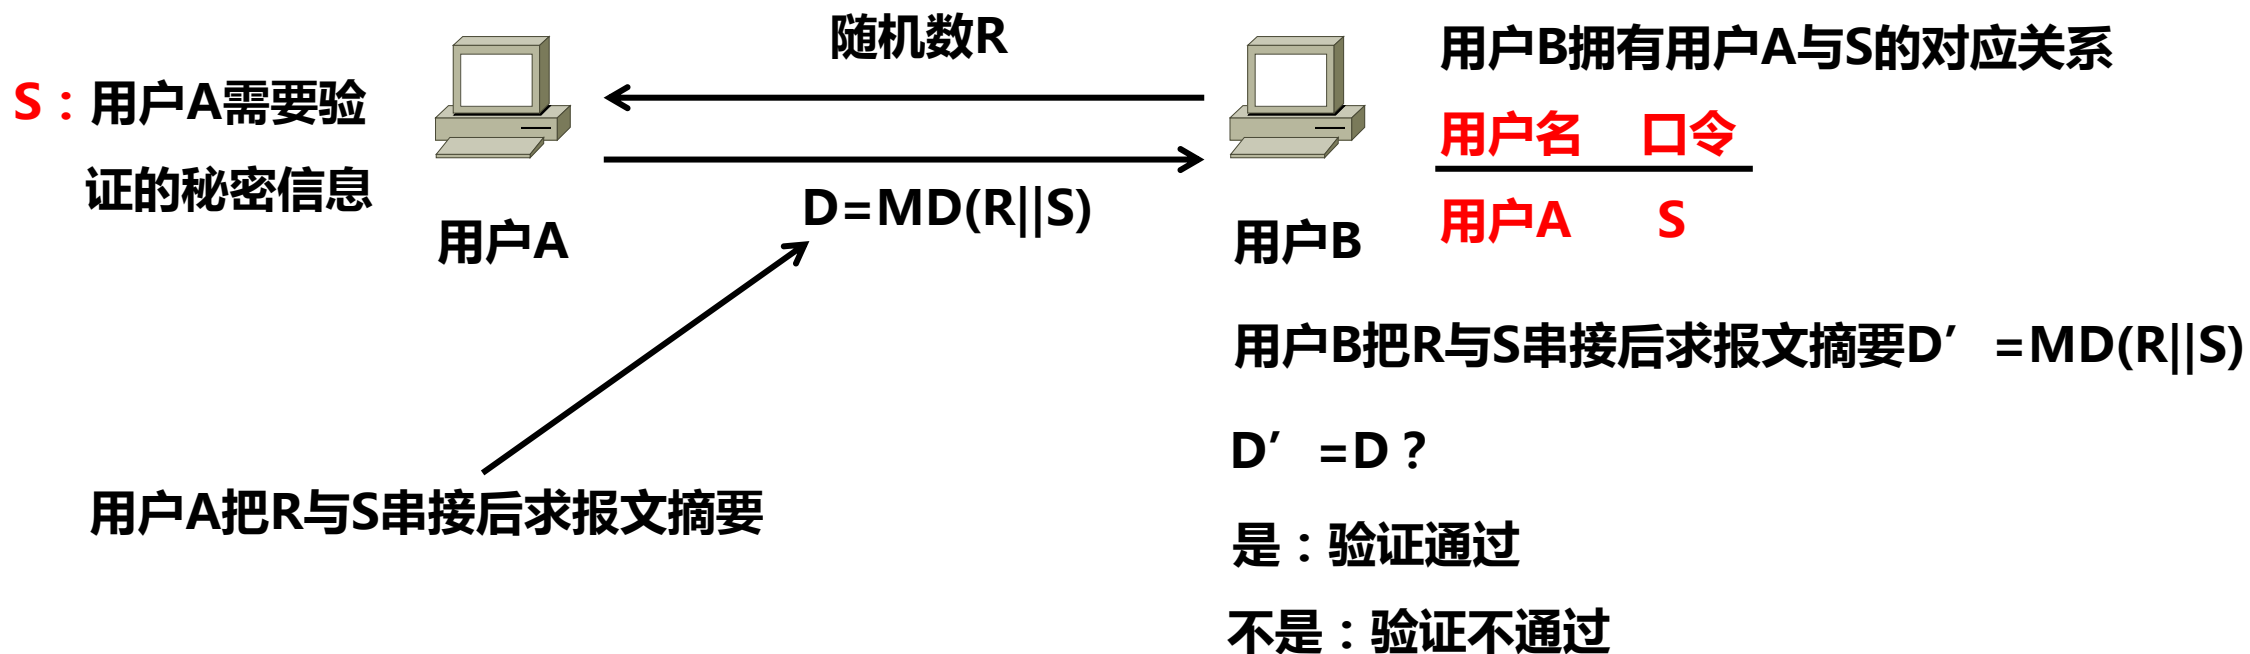 随机数R
S：用户A需要验
证的秘密信息
用户A
D=MD(R||S)
用户A把R与S串接后求报文摘要
用户B
用户B拥有用户A与S的对应关系
用户名 口令
用户A S
用户B把R与S串接后求报文摘要D′=MD(R||S)
D′=D？
是：验证通过
不是：验证不通过